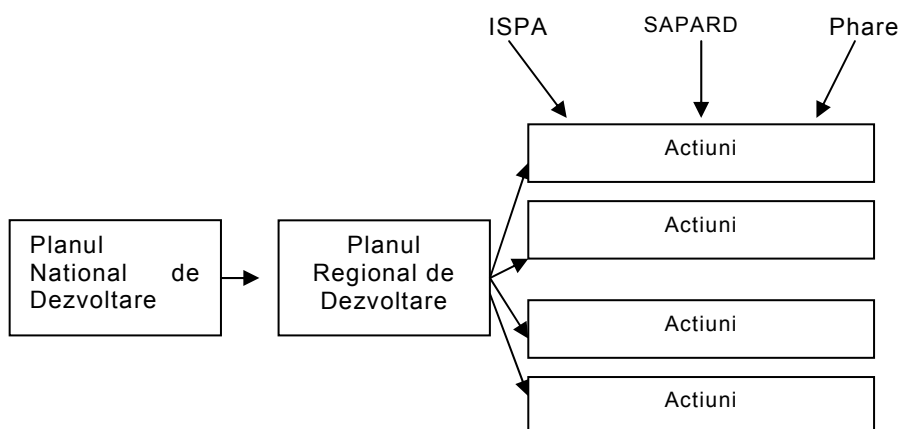 ISPA SAPARD Phare
Actiuni
Actiuni
Planul
National de
Dezvoltare
Planul
Regional de
Dezvoltare
Actiuni
Actiuni